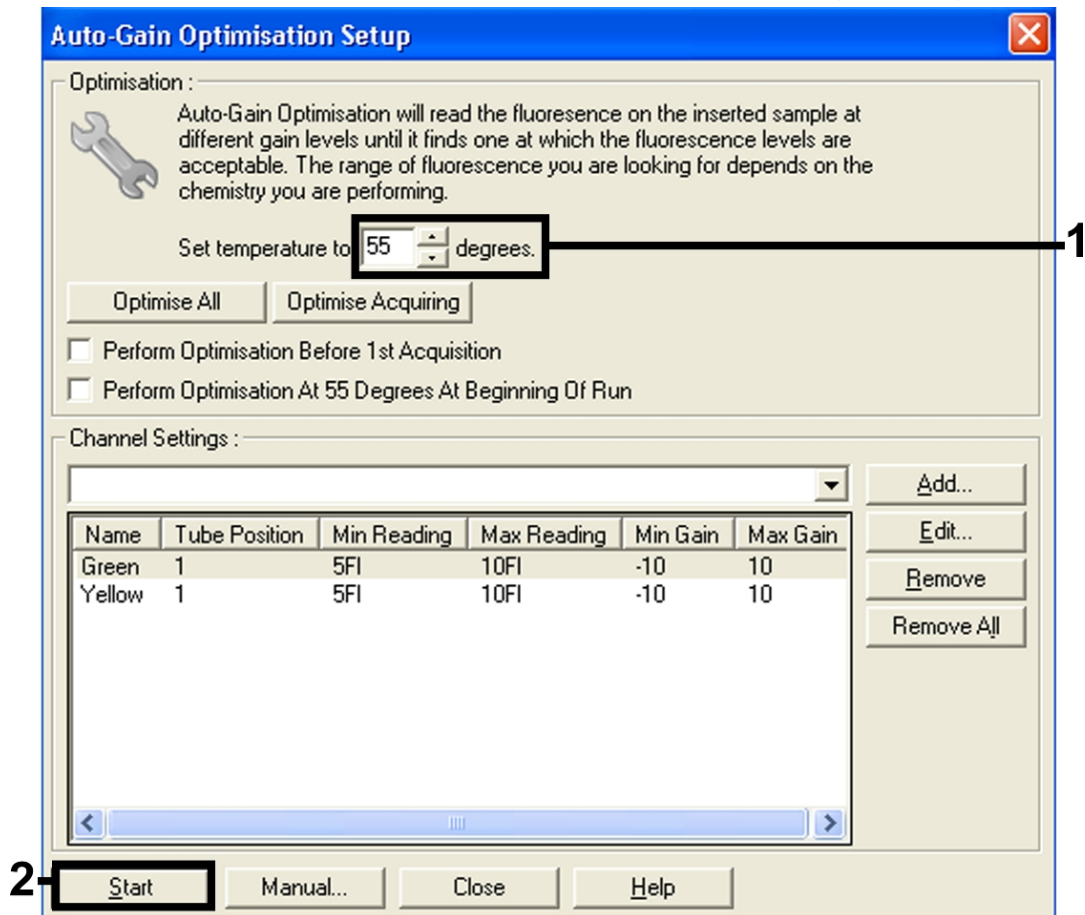 Auto-Gain Optimisation Setup
Optimisation :
Auto-Gain Optimisation will read the fluoresence on the inserted sample at
different gain levels until it finds one at which the fluorescence levels are
acceptable. The range of fluorescence you are looking for depends on the
chemistry you are performing.
Set temperature to 55 degrees.
1
Optimise All Optimise Acquiring
Perform Optimisation Before 1st Acquisition
Perform Optimisation At 55 Degrees At Beginning Of Run
Channel Settings :
Add...
Name Tube Position Min Reading Max Reading Min Gain Max Gain
Edit...
Green 1 5Fl 10Fl -10 10
Yellow 1 5Fl 10Fl -10 10
Remove
Remove All
2
Start Manual... Close Help